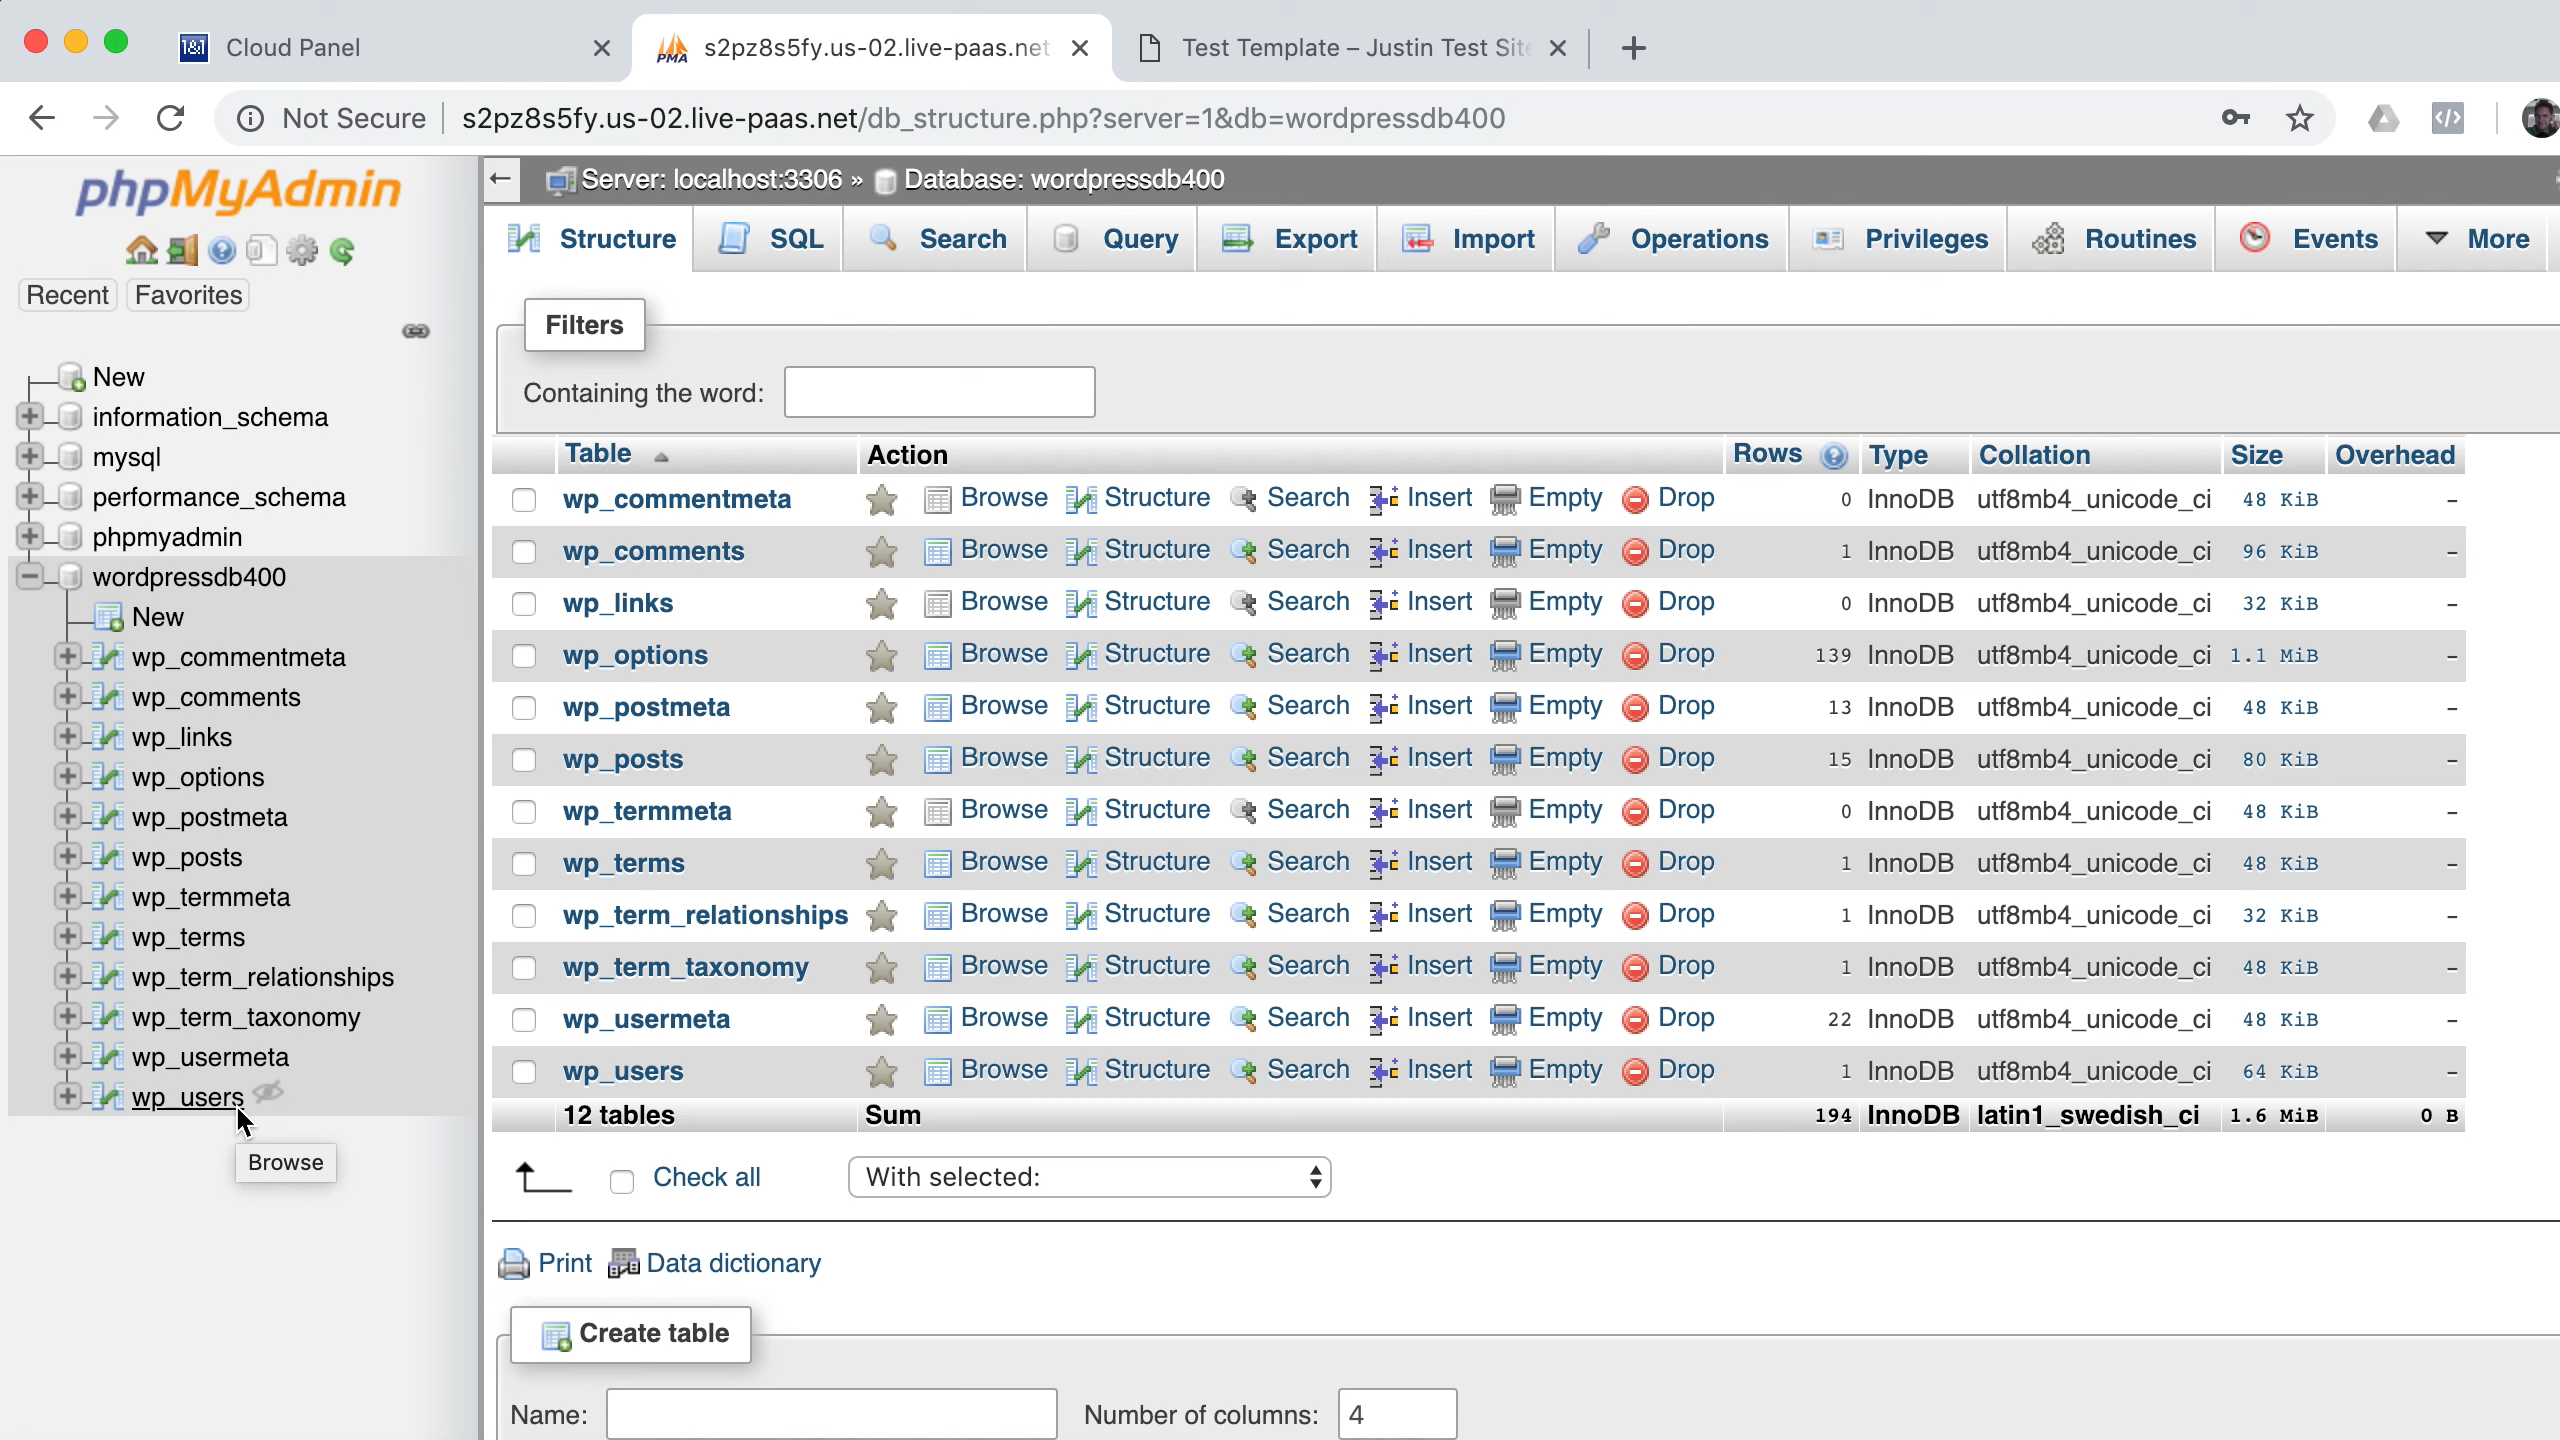 Cloud Panel
s2pz8s5fy.us-02.live-paas.net
Test Template – Justin Test Site
Not Secure
s2pz8s5fy.us-02.live-paas.net/db_structure.php?server=1&db=wordpressdb400
phpMyAdmin
Recent Favorites
New
information_schema
mysql
performance_schema
phpmyadmin
wordpressdb400
New
wp_commentmeta
wp_comments
wp_links
wp_options
wp_postmeta
wp_posts
wp_termmeta
wp_terms
wp_term_relationships
wp_term_taxonomy
wp_usermeta
wp_users
Browse
Server: localhost:3306 » Database: wordpressdb400
Structure SQL Search Query Export Import Operations Privileges Routines Events More
Filters
Containing the word:
Table Action Rows Type Collation Size Overhead
wp_commentmeta Browse Structure Search Insert Empty Drop 0 InnoDB utf8mb4_unicode_ci 48 KiB -
wp_comments Browse Structure Search Insert Empty Drop 1 InnoDB utf8mb4_unicode_ci 96 KiB -
wp_links Browse Structure Search Insert Empty Drop 0 InnoDB utf8mb4_unicode_ci 32 KiB -
wp_options Browse Structure Search Insert Empty Drop 139 InnoDB utf8mb4_unicode_ci 1.1 MiB -
wp_postmeta Browse Structure Search Insert Empty Drop 13 InnoDB utf8mb4_unicode_ci 48 KiB -
wp_posts Browse Structure Search Insert Empty Drop 15 InnoDB utf8mb4_unicode_ci 80 KiB -
wp_termmeta Browse Structure Search Insert Empty Drop 0 InnoDB utf8mb4_unicode_ci 48 KiB -
wp_terms Browse Structure Search Insert Empty Drop 1 InnoDB utf8mb4_unicode_ci 48 KiB -
wp_term_relationships Browse Structure Search Insert Empty Drop 1 InnoDB utf8mb4_unicode_ci 32 KiB -
wp_term_taxonomy Browse Structure Search Insert Empty Drop 1 InnoDB utf8mb4_unicode_ci 48 KiB -
wp_usermeta Browse Structure Search Insert Empty Drop 22 InnoDB utf8mb4_unicode_ci 48 KiB -
wp_users Browse Structure Search Insert Empty Drop 1 InnoDB utf8mb4_unicode_ci 64 KiB -
12 tables Sum 194 InnoDB latin1_swedish_ci 1.6 MiB 0 B
Check all With selected:
Print Data dictionary
Create table
Name: Number of columns: 4